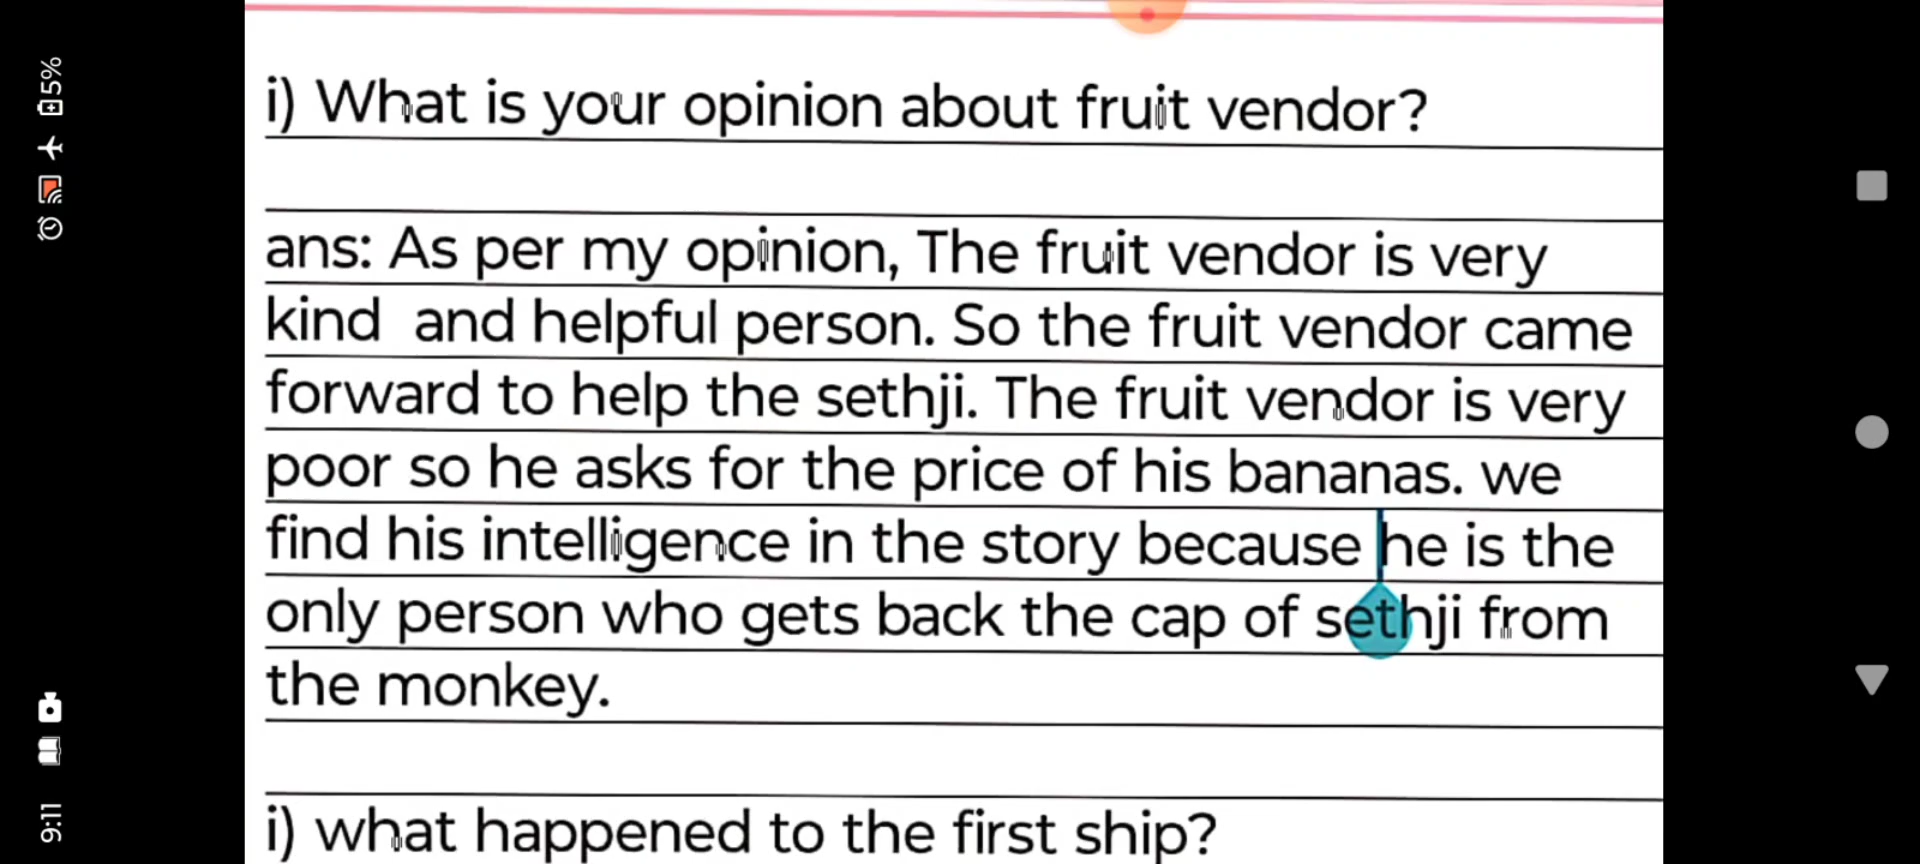 i) What is your opinion about fruit vendor?
ans: As per my opinion, The fruit vendor is very
kind  and helpful person. So the fruit vendor came
forward to help the sethji. The fruit vendor is very
poor so he asks for the price of his bananas. we
find his intelligence in the story because he is the
only person who gets back the cap of sethji from
the monkey.
i) what happened to the first ship?
5%
9:11